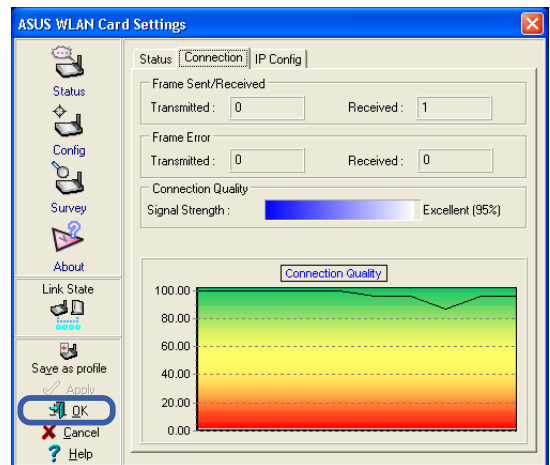 ASUS WLAN Card Settings
Status
Config
Survey
About
Link State
Save as profile
Apply
OK
Cancel
Help
Status Connection IP Config
Frame Sent/Received
Transmitted : 0 Received : 1
Frame Error
Transmitted : 0 Received : 0
Connection Quality
Signal Strength : Excellent (95%)
Connection Quality
100.00
80.00
60.00
40.00
20.00
0.00